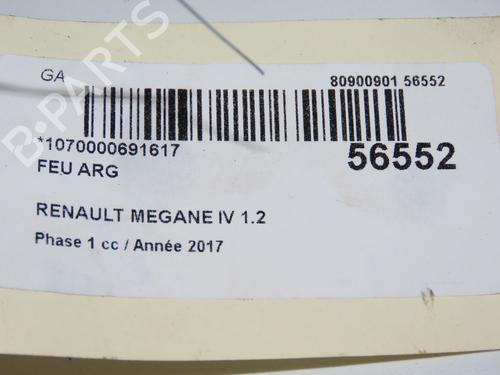 GA
80900901 56552
*1070000691617
56552
FEU ARG
RENAULT MEGANE IV 1.2
Phase 1 cc / Année 2017
B-PARTS